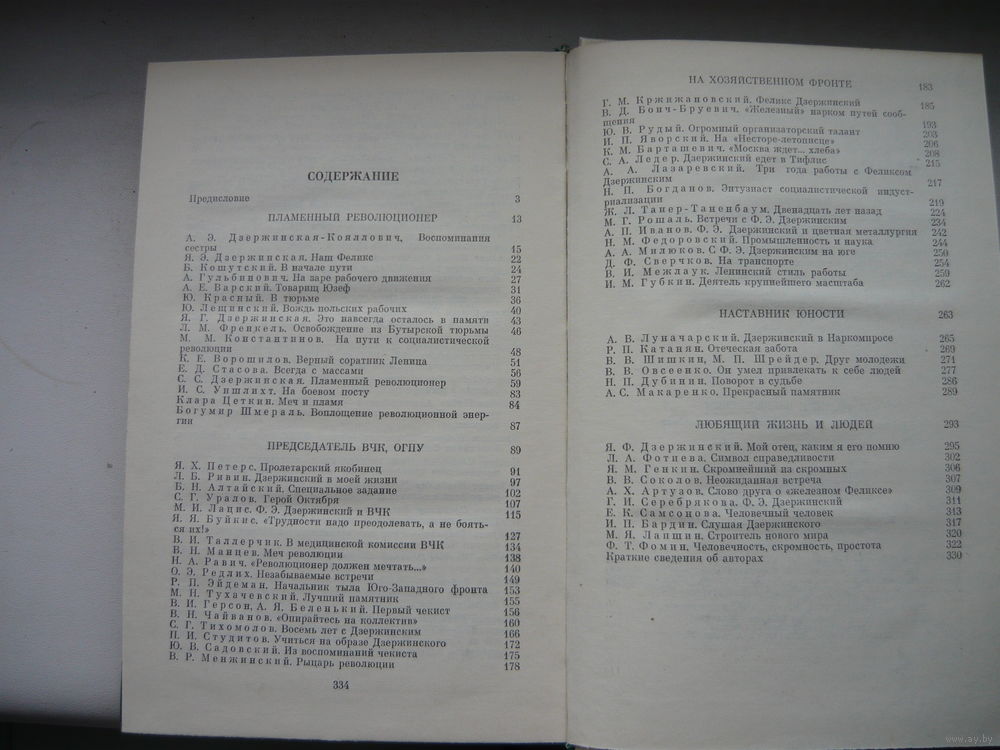 СОДЕРЖАНИЕ
Предисловие 3
ПЛАМЕННЫЙ РЕВОЛЮЦИОНЕР 13
А. Э. Дзержинская-Кояллович, Воспоминания
сестры 15
Я. Э. Дзержинская. Наш Феликс 22
Б. Кошутский. В начале пути 24
А. Гульбинович. На заре рабочего движения 27
А. Е. Варский. Товарищ Юзеф 31
Ю. Красный. В тюрьме 36
Ю. Лещинский. Вождь польских рабочих 40
Я. Г. Дзержинская. Это навсегда осталось в памяти 43
Л. М. Френкель. Освобождение из Бутырской тюрьмы 46
М. М. Константинов. На пути к социалистической
революции 48
К. Е. Ворошилов. Верный соратник Ленина 51
Е. Д. Стасова. Всегда с массами 56
С. С. Дзержинская. Пламенный революционер 59
И. С. Уншлихт. На боевом посту 83
Клара Цеткин. Меч и пламя 84
Богумир Шмераль. Воплощение революционной энер-
гии 87
ПРЕДСЕДАТЕЛЬ ВЧК, ОГПУ 89
Я. Х. Петерс. Пролетарский якобинец 91
Л. Б. Ривин. Дзержинский в моей жизни 97
Б. Н. Алтайский. Специальное задание 102
С. Г. Уралов. Герой Октября 107
М. И. Лацис. Ф. Э. Дзержинский и ВЧК 115
Я. Я. Буйкис. «Трудности надо преодолевать, а не боять-
ся их!» 127
В. И. Таллерчик. В медицинской комиссии ВЧК 134
В. Н. Манцев. Меч революции 138
Н. А. Равич. «Революционер должен мечтать...» 140
О. Э. Редлих. Незабываемые встречи 149
Р. П. Эйдеман. Начальник тыла Юго-Западного фронта 153
М. Н. Тухачевский. Лучший памятник 155
В. И. Герсон, А. Я. Беленький. Первый чекист 156
В. Н. Чайванов. «Опирайтесь на коллектив» 160
С. Г. Тихомолов. Восемь лет с Дзержинским 166
П. И. Студитов. Учиться на образе Дзержинского 172
Ю. В. Садовский. Из воспоминаний чекиста 175
В. Р. Менжинский. Рыцарь революции 178
334
НА ХОЗЯЙСТВЕННОМ ФРОНТЕ 183
Г. М. Кржижановский. Феликс Дзержинский 185
В. Д. Бонч-Бруевич. «Железный» нарком путей сооб-
щения 193
Ю. В. Рудый. Огромный организаторский талант 203
И. П. Яворский. На «Несторе-летописце» 206
К. М. Барташевич. «Москва ждет... хлеба» 208
С. А. Ледер. Дзержинский едет в Тифлис 215
А. А. Лазаревский. Три года работы с Феликсом
Дзержинским 217
Н. П. Богданов. Энтузиаст социалистической индуст-
риализации 219
Ж. Л. Танер-Таненбаум. Двенадцать лет назад 224
М. Г. Рошаль. Встречи с Ф. Э. Дзержинским 234
А. П. Иванов. Ф. Э. Дзержинский и цветная металлургия 242
Н. М. Федоровский. Промышленность и наука 244
А. А. Милюков. С Ф. Э. Дзержинским на юге 250
Д. Ф. Сверчков. На транспорте 254
В. И. Межлаук. Ленинский стиль работы 259
И. М. Губкин. Деятель крупнейшего масштаба 262
НАСТАВНИК ЮНОСТИ 263
А. В. Луначарский. Дзержинский в Наркомпросе 265
Р. П. Катанян. Отеческая забота 269
В. В. Шишкин, М. П. Шрейдер. Друг молодежи 271
В. В. Овсеенко. Он умел привлекать к себе людей 277
Н. П. Дубинин. Поворот в судьбе 286
А. С. Макаренко. Прекрасный памятник 289
ЛЮБЯЩИЙ ЖИЗНЬ И ЛЮДЕЙ 293
Я. Ф. Дзержинский. Мой отец, каким я его помню 295
Л. А. Фотиева. Символ справедливости 302
Я. М. Генкин. Скромнейший из скромных 306
В. В. Соколов. Неожиданная встреча 307
А. Х. Артузов. Слово друга о «железном Феликсе» 309
Г. И. Серебрякова. Ф. Э. Дзержинский 311
Е. К. Самсонова. Человечный человек 313
И. П. Бардин. Слушая Дзержинского 317
М. Я. Лапшин. Строитель нового мира 320
Ф. Т. Фомин. Человечность, скромность, простота 322
Краткие сведения об авторах 330
www.ay.by